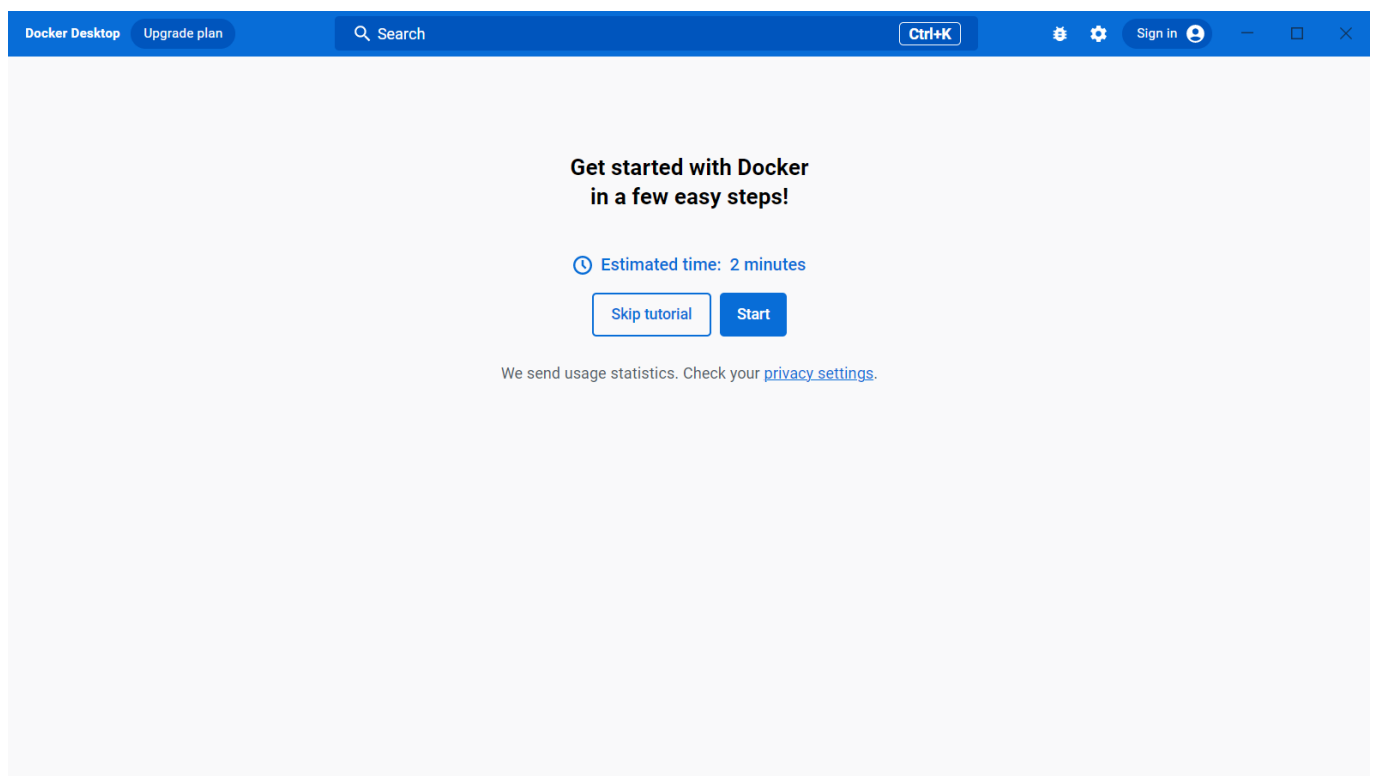 Docker Desktop Upgrade plan Search Ctrl+K Sign in
Get started with Docker
in a few easy steps!
Estimated time: 2 minutes
Skip tutorial Start
We send usage statistics. Check your privacy settings.